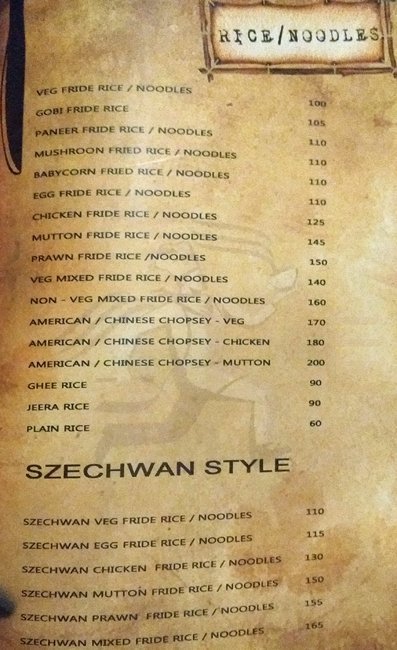 RICE/NOODLES
VEG FRIDE RICE / NOODLES 100
GOBI FRIDE RICE 105
PANEER FRIDE RICE / NOODLES 110
MUSHROON FRIED RICE / NOODLES 110
BABYCORN FRIED RICE / NOODLES 110
EGG FRIDE RICE / NOODLES 110
CHICKEN FRIDE RICE / NOODLES 125
MUTTON FRIDE RICE / NOODLES 145
PRAWN FRIDE RICE /NOODLES 150
VEG MIXED FRIDE RICE / NOODLES 140
NON - VEG MIXED FRIDE RICE / NOODLES 160
AMERICAN / CHINESE CHOPSEY - VEG 170
AMERICAN / CHINESE CHOPSEY - CHICKEN 180
AMERICAN / CHINESE CHOPSEY - MUTTON 200
GHEE RICE 90
JEERA RICE 90
PLAIN RICE 60
SZECHWAN STYLE
SZECHWAN VEG FRIDE RICE / NOODLES 110
SZECHWAN EGG FRIDE RICE / NOODLES 115
SZECHWAN CHICKEN FRIDE RICE / NOODLES 130
SZECHWAN MUTTON FRIDE RICE / NOODLES 150
SZECHWAN PRAWN FRIDE RICE / NOODLES 155
SZECHWAN MIXED FRIDE RICE / NOODLES 165